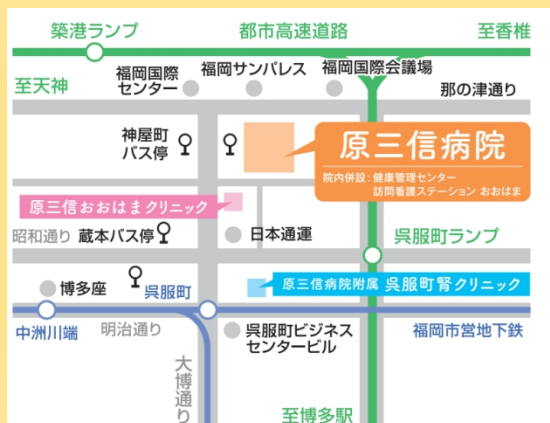 築港ランプ
都市高速道路
至香椎
至天神
福岡国際
センター
福岡サンパレス
福岡国際会議場
那の津通り
神屋町
バス停
原三信病院
院内併設：健康管理センター
訪問看護ステーション おおはま
原三信おおはまクリニック
昭和通り
蔵本バス停
日本通運
呉服町ランプ
博多座
呉服町
原三信病院附属 呉服町腎クリニック
中洲川端
明治通り
呉服町ビジネス
センタービル
福岡市営地下鉄
大博通り
至博多駅